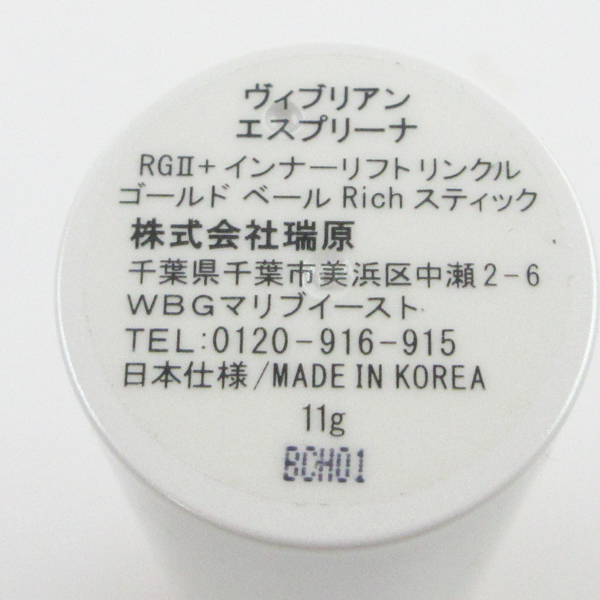 ヴィブリアン
エスプリーナ
RGⅡ+インナーリフトリンクル
ゴールド ベール Rich スティック
株式会社瑞原
千葉県千葉市美浜区中瀬2-6
WBGマリブイースト
TEL:0120-916-915
日本仕様/MADE IN KOREA
11g
BCH01